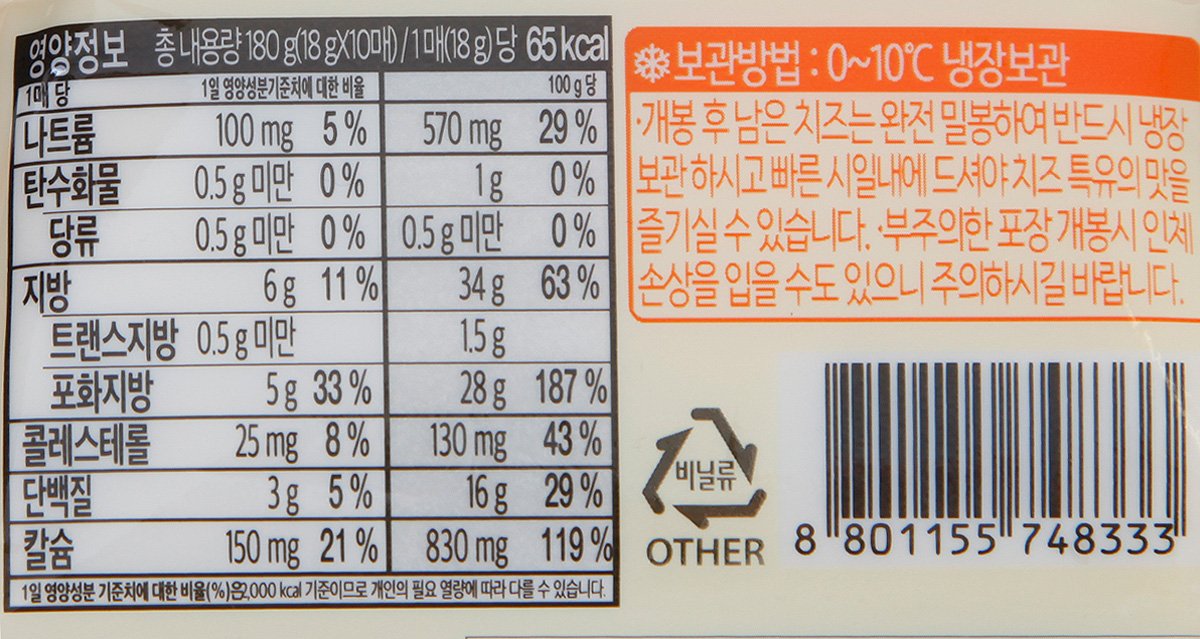 영양정보 총 내용량 180 g(18 gX10매) / 1매(18 g)당 65 kcal
1매 당 1일 영양성분기준치에 대한 비율 100 g 당
나트륨 100 mg 5 % 570 mg 29 %
탄수화물 0.5 g 미만 0 % 1 g 0 %
당류 0.5 g 미만 0 % 0.5 g 미만 0 %
지방 6 g 11 % 34 g 63 %
트랜스지방 0.5 g 미만 1.5 g
포화지방 5 g 33 % 28 g 187 %
콜레스테롤 25 mg 8 % 130 mg 43 %
단백질 3 g 5 % 16 g 29 %
칼슘 150 mg 21 % 830 mg 119 %
1일 영양성분 기준치에 대한 비율(%)은2,000 kcal 기준이므로 개인의 필요 열량에 따라 다를 수 있습니다.
보관방법 : 0~10℃ 냉장보관
·개봉 후 남은 치즈는 완전 밀봉하여 반드시 냉장
보관 하시고 빠른 시일내에 드셔야 치즈 특유의 맛을
즐기실 수 있습니다. ·부주의한 포장 개봉시 인체
손상을 입을 수도 있으니 주의하시길 바랍니다.
비닐류
OTHER
8 801155 748333